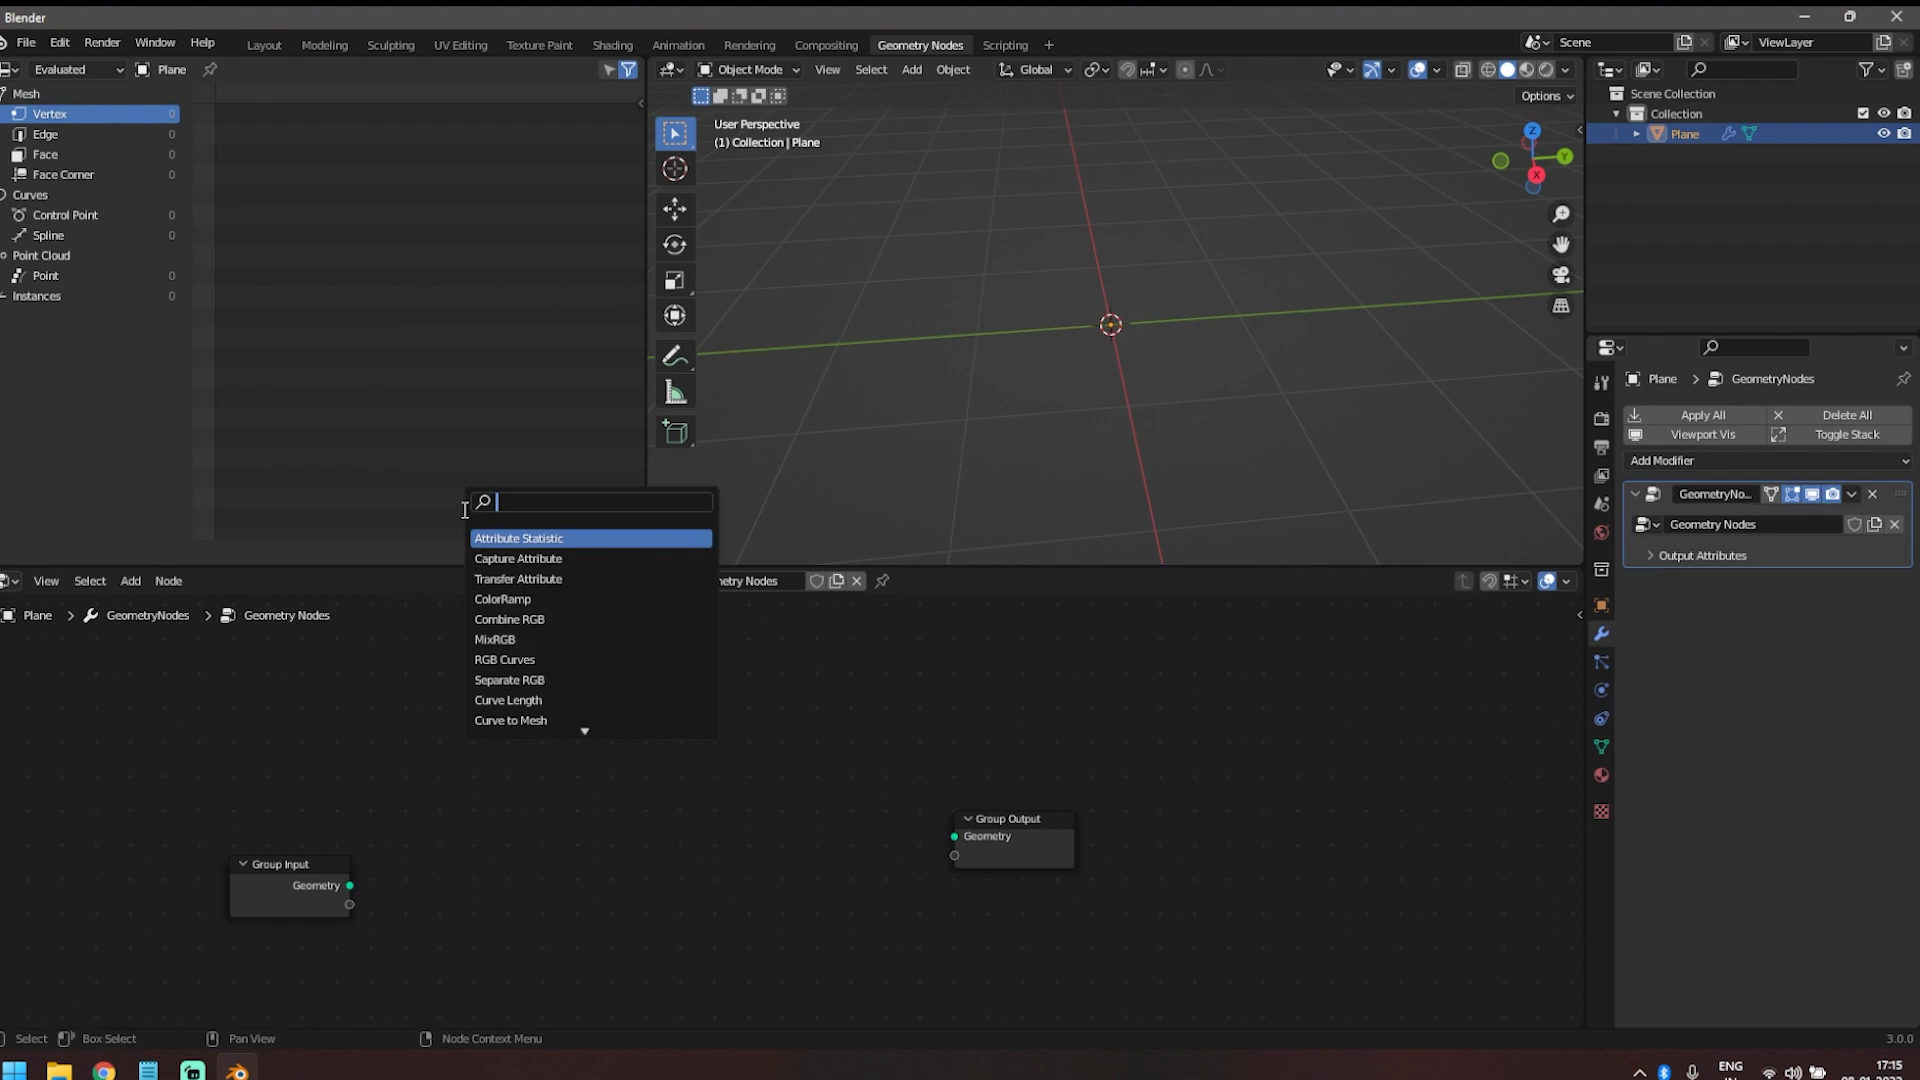 Blender
File Edit Render Window Help Layout Modeling Sculpting UV Editing Texture Paint Shading Animation Rendering Compositing Geometry Nodes Scripting + Scene ViewLayer
Evaluated Plane
Object Mode View Select Add Object Global
Options
Mesh
Vertex 0
Edge 0
Face 0
Face Corner 0
Curves
Control Point 0
Spline 0
Point Cloud
Point 0
Instances 0
User Perspective
(1) Collection | Plane
Z
Y
X
Scene Collection
Collection
Plane
Plane > GeometryNodes
Apply All Delete All
Viewport Vis Toggle Stack
Add Modifier
GeometryNo...
Geometry Nodes
Output Attributes
Attribute Statistic
Capture Attribute
Transfer Attribute
ColorRamp
Combine RGB
MixRGB
RGB Curves
Separate RGB
Curve Length
Curve to Mesh
View Select Add Node
etry Nodes
Plane > GeometryNodes > Geometry Nodes
Group Input
Geometry
Group Output
Geometry
Select Box Select Pan View Node Context Menu 3.0.0
ENG
17:15